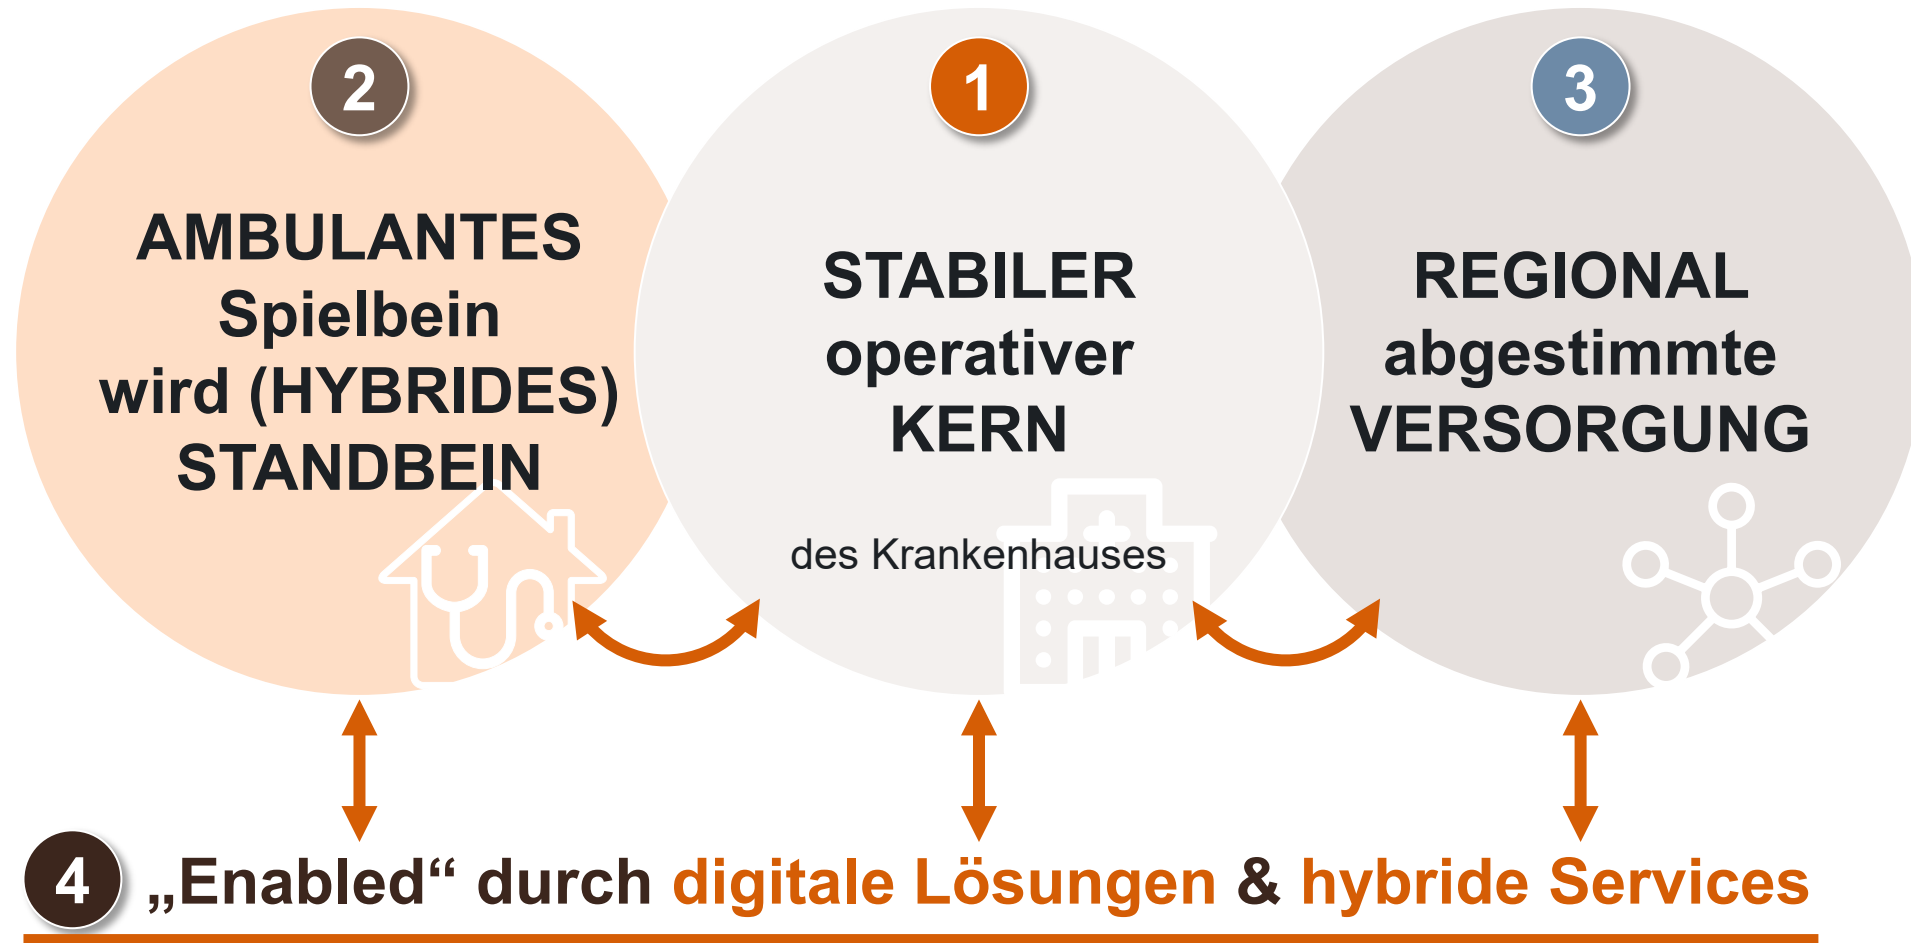 2
AMBULANTES
Spielbein
wird (HYBRIDES)
STANDBEIN
1
STABILER
operativer
KERN
des Krankenhauses
3
REGIONAL
abgestimmte
VERSORGUNG
4 „Enabled“ durch digitale Lösungen & hybride Services